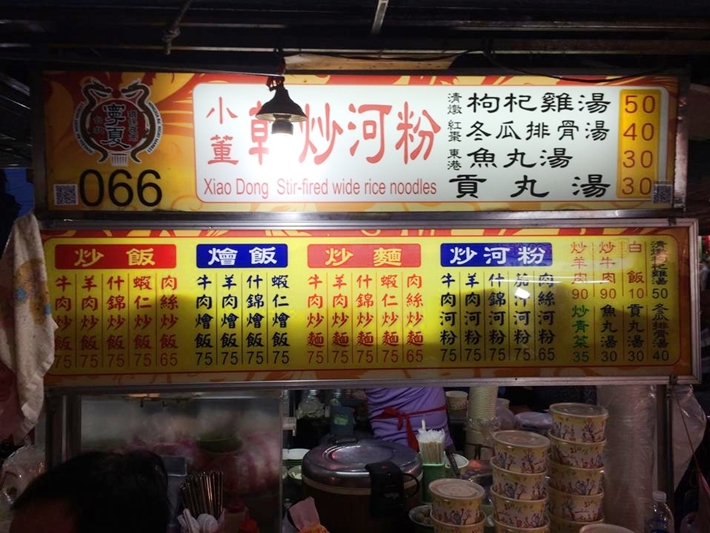 寧夏
066
小董 乾炒河粉
Xiao Dong Stir-fired wide rice noodles
清燉 枸杞雞湯 50
紅棗 冬瓜排骨湯 40
東港 魚丸湯 30
貢丸湯 30
炒飯
牛肉炒飯 75
羊肉炒飯 75
什錦炒飯 75
蝦仁炒飯 75
肉絲炒飯 65
燴飯
牛肉燴飯 75
羊肉燴飯 75
什錦燴飯 75
蝦仁燴飯 75
炒麵
牛肉炒麵 75
羊肉炒麵 75
什錦炒麵 75
蝦仁炒麵 75
肉絲炒麵 65
炒河粉
牛肉河粉 75
羊肉河粉 75
什錦河粉 75
河粉 75
肉絲河粉 65
炒羊肉 90
炒青菜 35
炒牛肉 90
魚丸湯 30
白飯 10
貢丸湯 30
清燉枸杞雞湯 50
冬瓜排骨湯 40